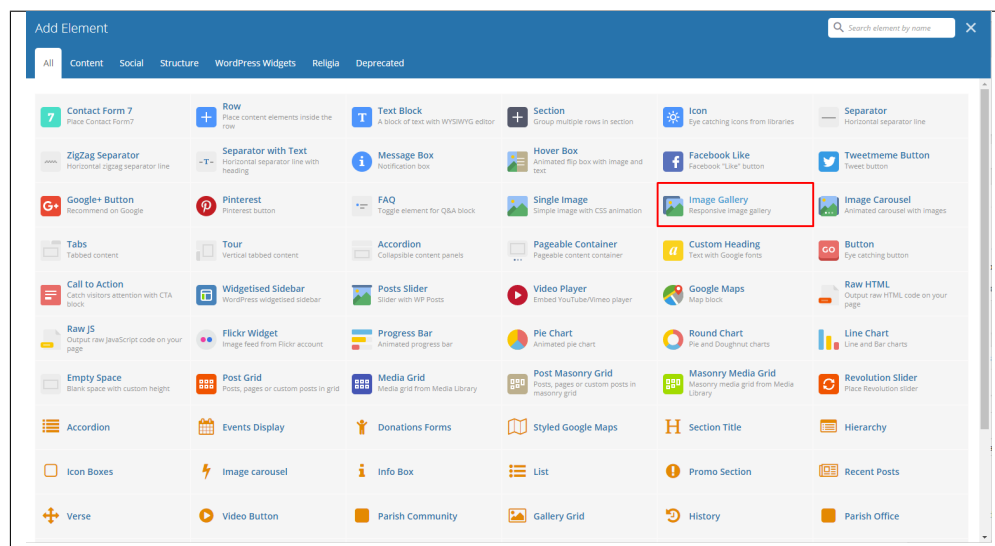 Add Element
Search element by name
All Content Social Structure WordPress Widgets Religia Deprecated
Contact Form 7
Place Contact Form7
Row
Place content elements inside the
row
Text Block
A block of text with WYSIWYG editor
Section
Group multiple rows in section
Icon
Eye catching icons from libraries
Separator
Horizontal separator line
ZigZag Separator
Horizontal zigzag separator line
-T-
Separator with Text
Horizontal separator line with
heading
Message Box
Notification box
Hover Box
Animated flip box with image and
text
Facebook Like
Facebook "Like" button
Tweetmeme Button
Tweet button
G+
Google+ Button
Recommend on Google
Pinterest
Pinterest button
FAQ
Toggle element for Q&A block
Single Image
Simple image with CSS animation
Image Gallery
Responsive image gallery
Image Carousel
Animated carousel with images
Tabs
Tabbed content
Tour
Vertical tabbed content
Accordion
Collapsible content panels
Pageable Container
Pageable content container
Custom Heading
Text with Google fonts
GO
Button
Eye catching button
Call to Action
Catch visitors attention with CTA
block
Widgetised Sidebar
WordPress widgetised sidebar
Posts Slider
Slider with WP Posts
Video Player
Embed YouTube/Vimeo player
Google Maps
Map block
Raw HTML
Output raw HTML code on your
page
Raw JS
Output raw JavaScript code on your
page
Flickr Widget
Image feed from Flickr account
Progress Bar
Animated progress bar
Pie Chart
Animated pie chart
Round Chart
Pie and Doughnut charts
Line Chart
Line and Bar charts
Empty Space
Blank space with custom height
Post Grid
Posts, pages or custom posts in grid
Media Grid
Media grid from Media Library
Post Masonry Grid
Posts, pages or custom posts in
masonry grid
Masonry Media Grid
Masonry media grid from Media
Library
Revolution Slider
Place Revolution slider
Accordion
Events Display
Donations Forms
Styled Google Maps
Section Title
Hierarchy
Icon Boxes
Image carousel
Info Box
List
Promo Section
Recent Posts
Verse
Video Button
Parish Community
Gallery Grid
History
Parish Office